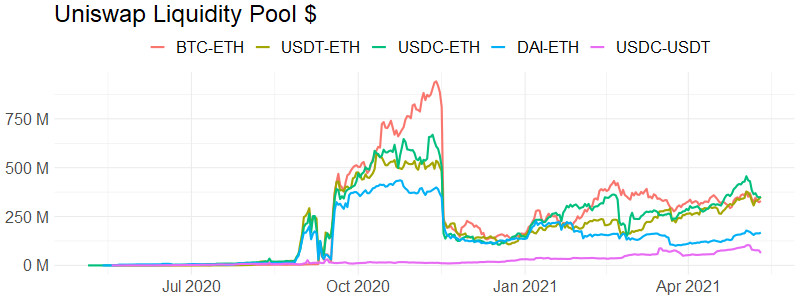 Uniswap Liquidity Pool $
BTC-ETH USDT-ETH USDC-ETH DAI-ETH USDC-USDT
750 M
500 M
250 M
0 M
Jul 2020 Oct 2020 Jan 2021 Apr 2021